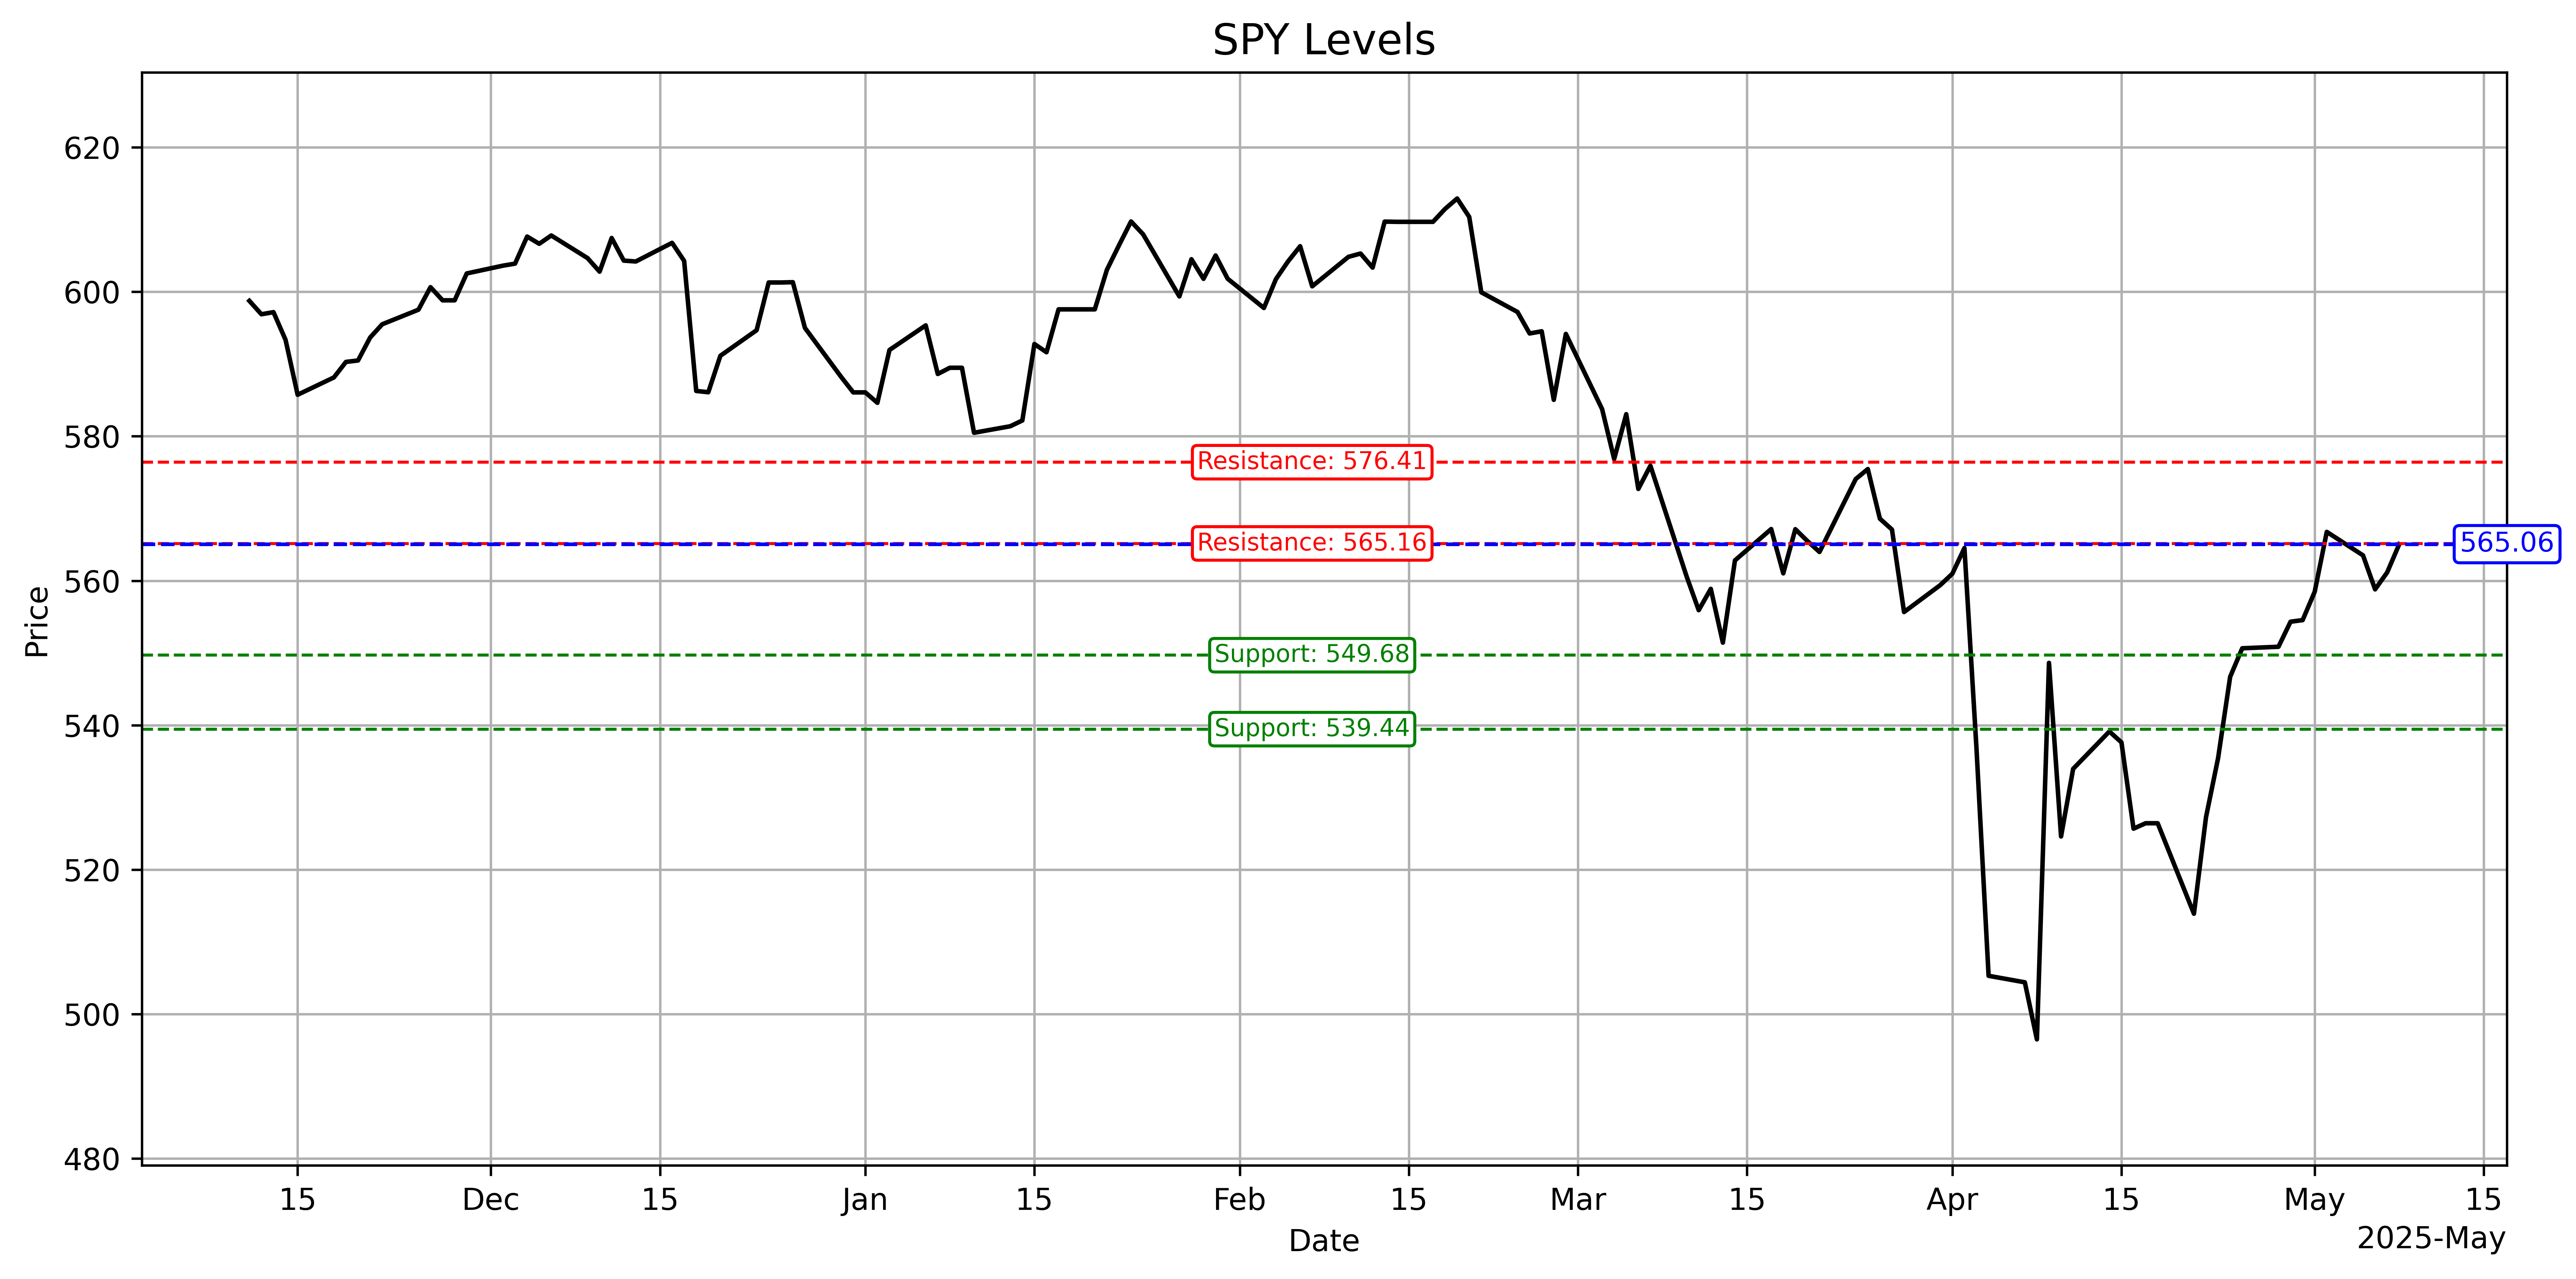 SPY Levels
620
600
580
560
540
520
500
480
Price
Resistance: 576.41
Resistance: 565.16
565.06
Support: 549.68
Support: 539.44
15 Dec 15 Jan 15 Feb 15 Mar 15 Apr 15 May 15
Date
2025-May